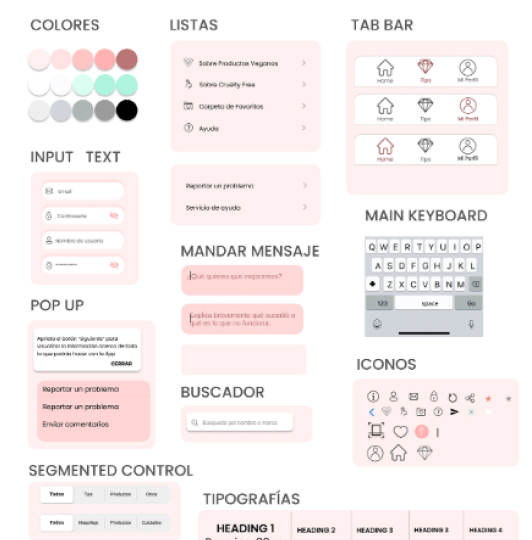 COLORES
LISTAS
Sobre Productos Veganos
Sobre Cruelty Free
Carpeta de Favoritos
Ayuda
Reportar un problema
Servicio de ayuda
TAB BAR
Home Tips Mi Perfil
Home Tips Mi Perfil
Home Tips Mi Perfil
INPUT TEXT
Email
Contraseña
Nombre de usuario
MAIN KEYBOARD
Q W E R T Y U I O P
A S D F G H J K L
Z X C V B N M
123 space Go
MANDAR MENSAJE
¿Qué quieres que mejoremos?
Explica brevemente qué sucedió o
qué es lo que no funciona.
POP UP
Aprieta el botón "siguiente" para
visualizar la información acerca de todo
lo que podrás hacer con la App
CERRAR
Reportar un problema
Reportar un problema
Enviar comentarios
BUSCADOR
Búsqueda por nombre o marca
ICONOS
SEGMENTED CONTROL
Todos Tips Productos Otros
Todos Maquillaje Productos Cuidados
TIPOGRAFÍAS
HEADING 1 HEADING 2 HEADING 3 HEADING 3 HEADING 4